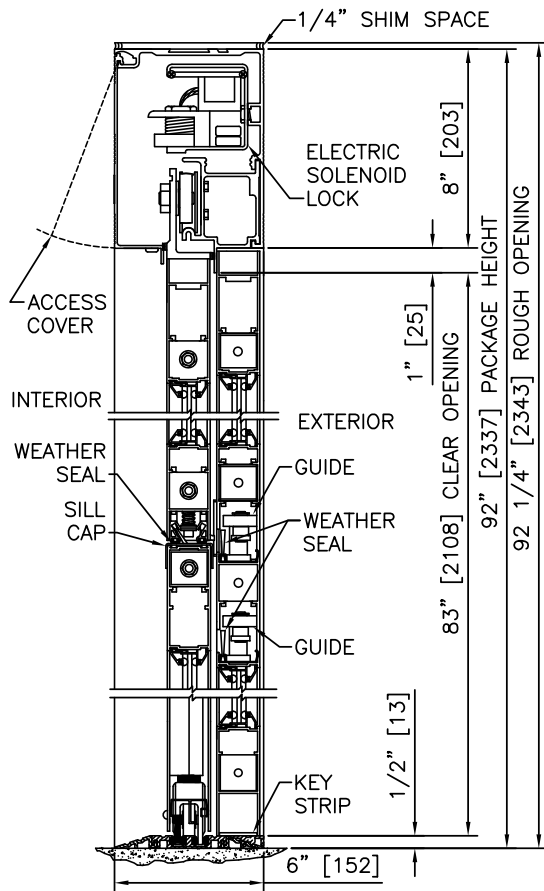 1/4” SHIM SPACE
ELECTRIC
SOLENOID
LOCK
8” [203]
ACCESS
COVER
1” [25]
INTERIOR
EXTERIOR
WEATHER
SEAL
GUIDE
SILL
CAP
WEATHER
SEAL
GUIDE
83” [2108] CLEAR OPENING
92” [2337] PACKAGE HEIGHT
92 1/4” [2343] ROUGH OPENING
1/2” [13]
KEY
STRIP
6” [152]